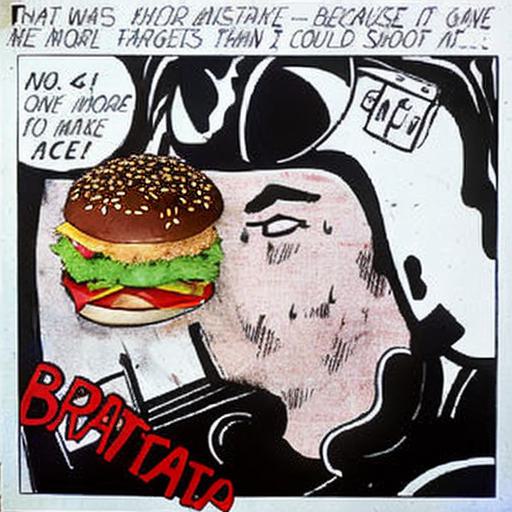 THAT WAS MISTAKE — BECAUSE IT GAVE
ME MORE TARGETS THAN I COULD SHOOT AT...
NO. 4!
ONE MORE
TO MAKE
ACE!
BRATTATA